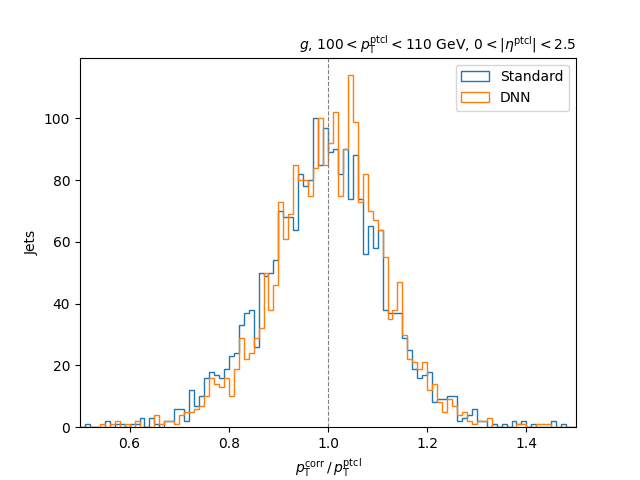 g, 100 < p_T^ptcl < 110 GeV, 0 < |η^ptcl| < 2.5
Standard
DNN
Jets
100
80
60
40
20
0
0.6 0.8 1.0 1.2 1.4
p_T^corr / p_T^ptcl